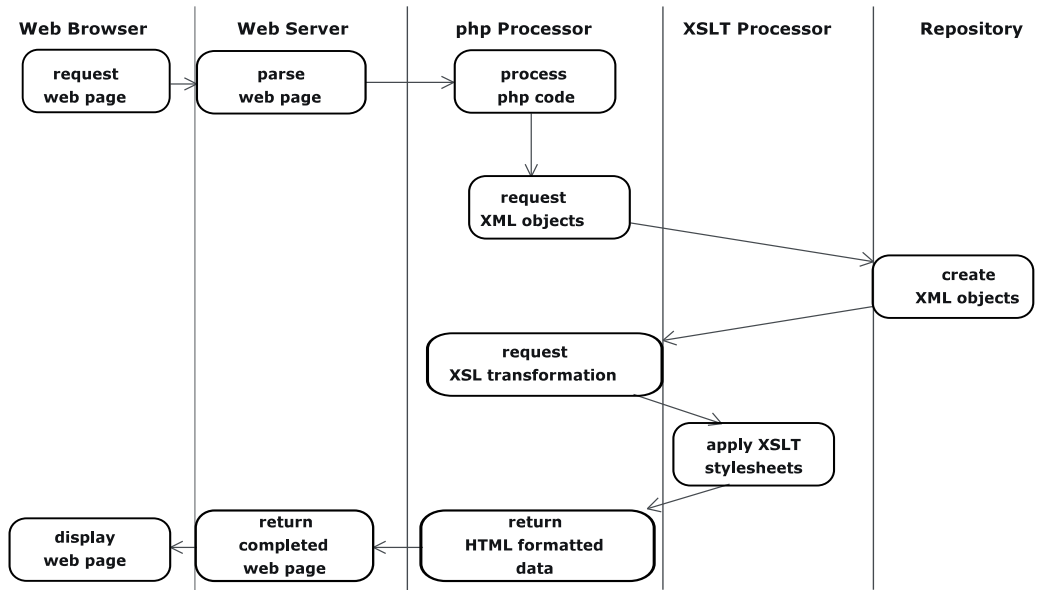 Web Browser
Web Server
php Processor
XSLT Processor
Repository
request
web page
parse
web page
process
php code
request
XML objects
create
XML objects
request
XSL transformation
apply XSLT
stylesheets
return
HTML formatted
data
return
completed
web page
display
web page